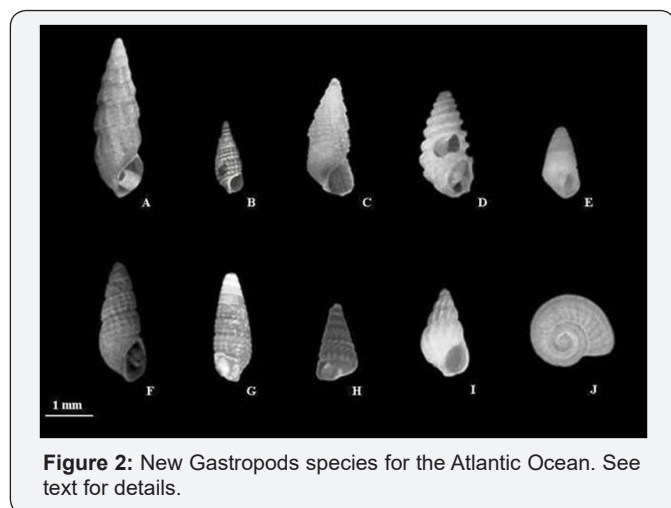 A B C D E
F G H I J
1 mm
Figure 2: New Gastropods species for the Atlantic Ocean. See
text for details.